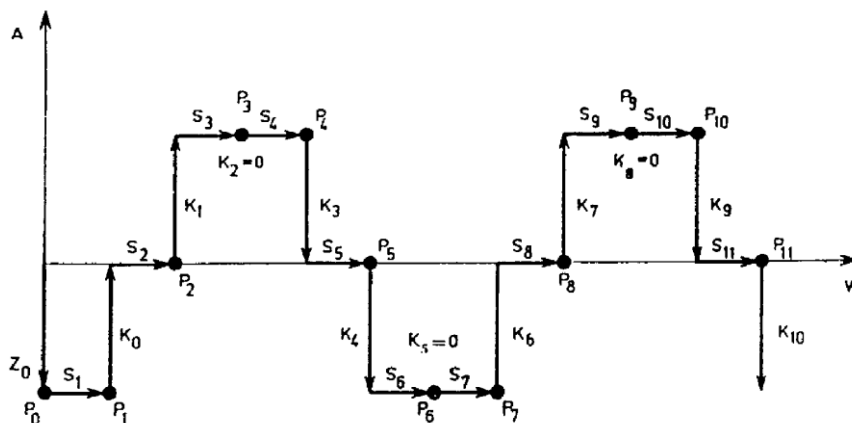 A
P₃ S₄ P₄
S₃
K₂=0
K₁ K₃
S₂ S₅ P₅
P₂
K₀
Z₀ S₁
P₀ P₁
K₄ K₅=0 K₆
S₆ S₇
P₆ P₇
S₈ P₈
P₉ S₁₀ P₁₀
S₉
K₈=0
K₇ K₉
S₁₁ P₁₁
K₁₀